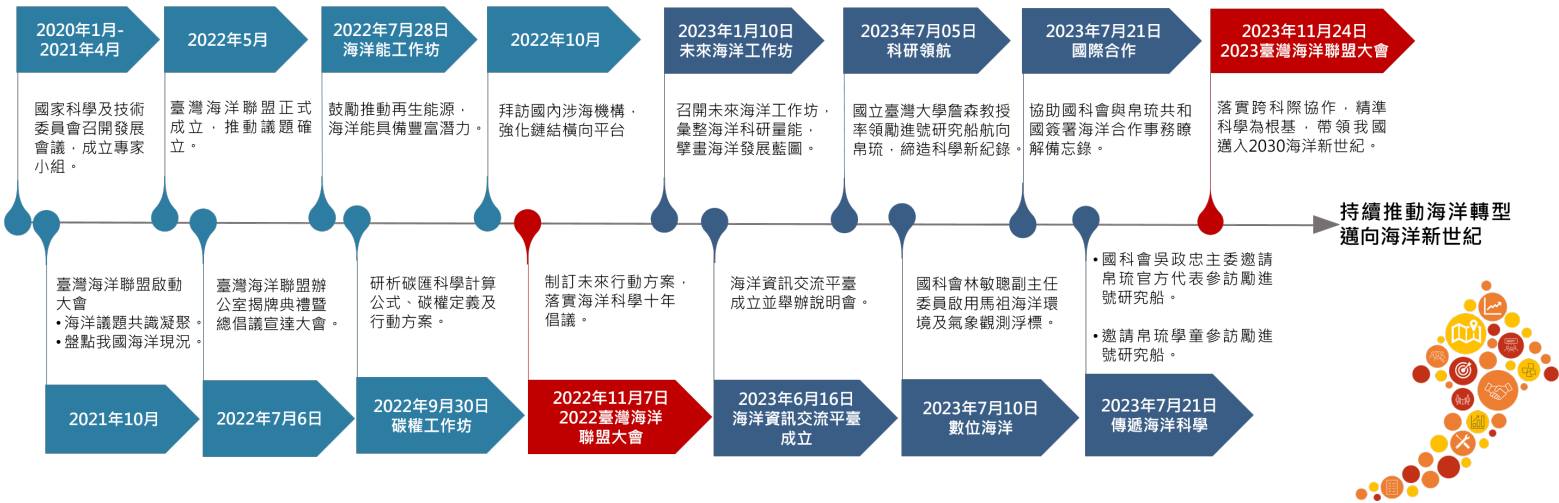 2020年1月-
2021年4月
國家科學及技術
委員會召開發展
會議，成立專家
小組。
2022年5月
臺灣海洋聯盟正式
成立，推動議題確
立。
2022年7月28日
海洋能工作坊
鼓勵推動再生能源，
海洋能具備豐富潛力。
2022年10月
拜訪國內涉海機構，
強化鏈結橫向平台
2023年1月10日
未來海洋工作坊
召開未來海洋工作坊，
彙整海洋科研量能，
擘畫海洋發展藍圖。
2023年7月05日
科研領航
國立臺灣大學詹森教授
率領勵進號研究船航向
帛琉，締造科學新紀錄。
2023年7月21日
國際合作
協助國科會與帛琉共和
國簽署海洋合作事務瞭
解備忘錄。
2023年11月24日
2023臺灣海洋聯盟大會
落實跨科際協作，精準
科學為根基，帶領我國
邁入2030海洋新世紀。
持續推動海洋轉型
邁向海洋新世紀
臺灣海洋聯盟啟動
大會
•海洋議題共識凝聚。
•盤點我國海洋現況。
2021年10月
臺灣海洋聯盟辦
公室揭牌典禮暨
總倡議宣達大會。
2022年7月6日
研析碳匯科學計算
公式、碳權定義及
行動方案。
2022年9月30日
碳權工作坊
制訂未來行動方案，
落實海洋科學十年
倡議。
2022年11月7日
2022臺灣海洋
聯盟大會
海洋資訊交流平臺
成立並舉辦說明會。
2023年6月16日
海洋資訊交流平臺
成立
國科會林敏聰副主任
委員啟用馬祖海洋環
境及氣象觀測浮標。
2023年7月10日
數位海洋
•國科會吳政忠主委邀請
帛琉官方代表參訪勵進
號研究船。
•邀請帛琉學童參訪勵進
號研究船。
2023年7月21日
傳遞海洋科學